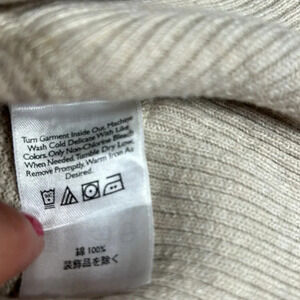 Turn Garment Inside Out. Machine
Wash Cold Delicate With Like
Colors. Only Non-Chlorine Bleach
When Needed. Tumble Dry Low.
Remove Promptly. Warm Iron As
Desired.
綿 100%
装飾品を除く